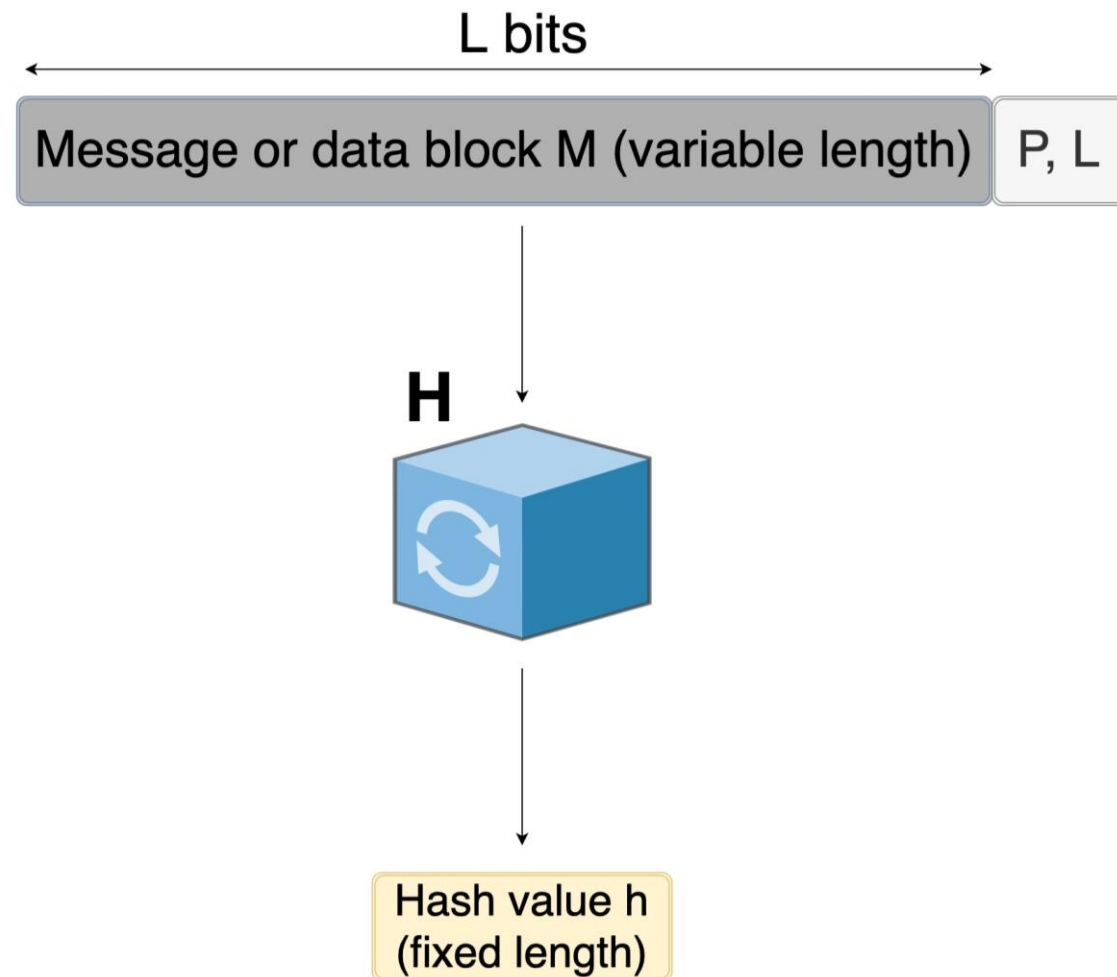 L bits
Message or data block M (variable length) P, L
H
Hash value h
(fixed length)